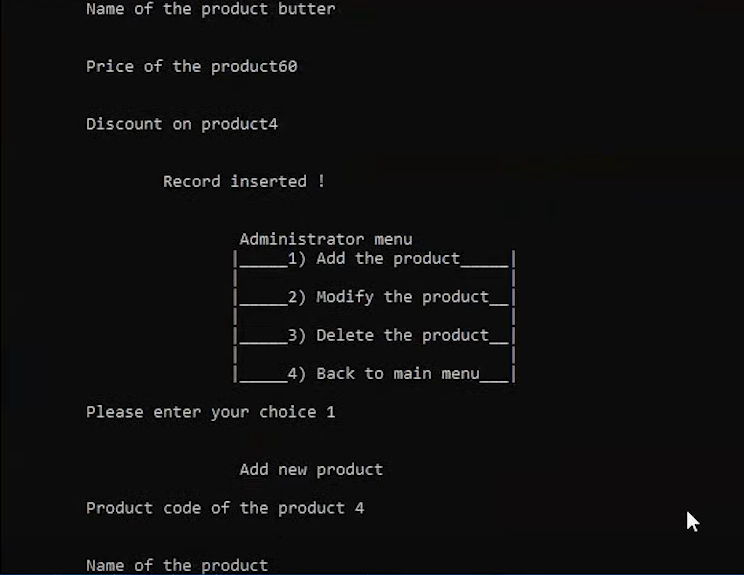 Name of the product butter
Price of the product60
Discount on product4
Record inserted !
Administrator menu
|_____1) Add the product_____|
|_____2) Modify the product__|
|_____3) Delete the product__|
|_____4) Back to main menu___|
Please enter your choice 1
Add new product
Product code of the product 4
Name of the product